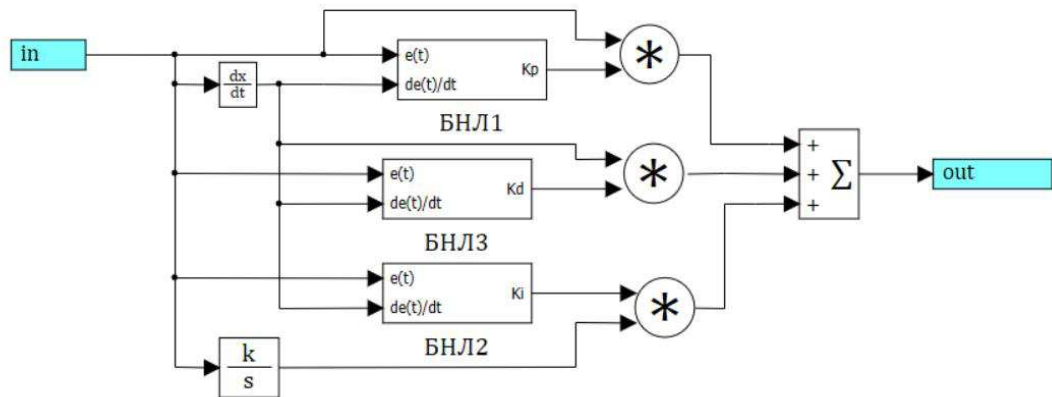 in
dx
dt
e(t)
de(t)/dt
Kp
*
БНЛ1
e(t)
de(t)/dt
Kd
*
БНЛ3
e(t)
de(t)/dt
Ki
*
БНЛ2
k
s
+
+
+
Σ
out